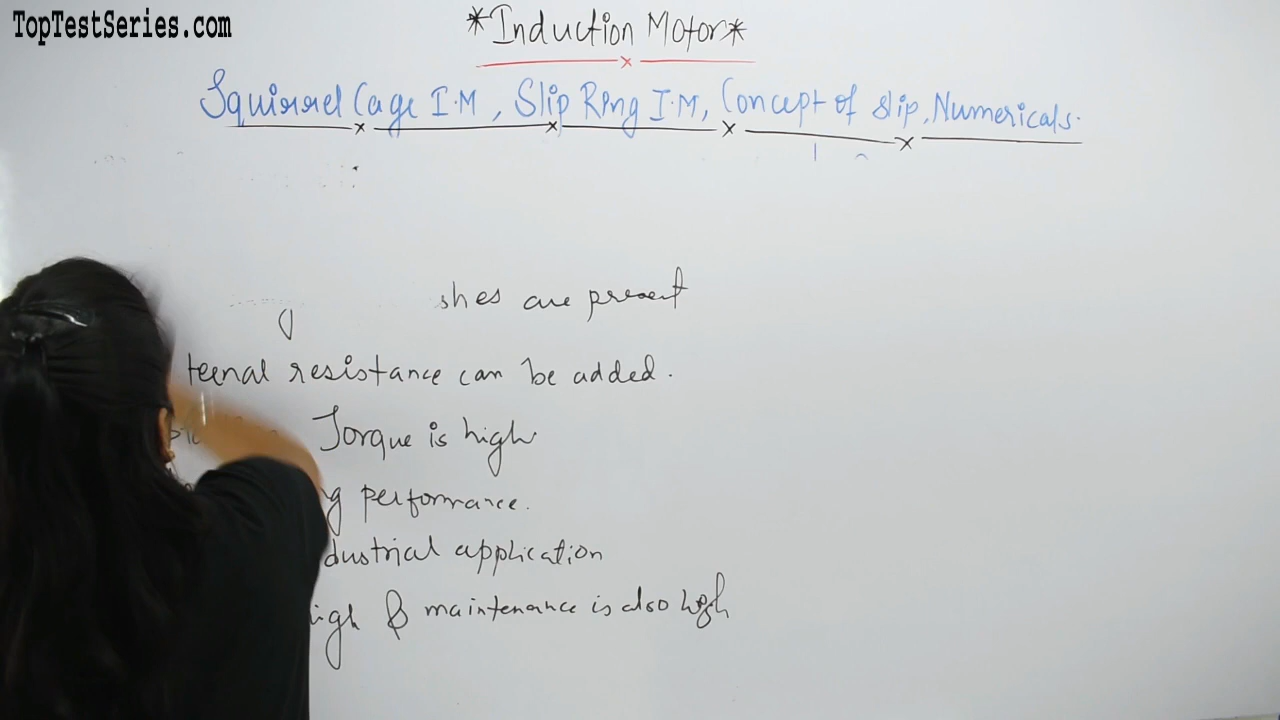 TopTestSeries.com
*Induction Motor*
Squirrel Cage I.M, Slip Ring I.M, Concept of slip, Numericals.
shes are present
ternal resistance can be added.
Torque is high
g performance.
dustrial application
igh & maintenance is also high